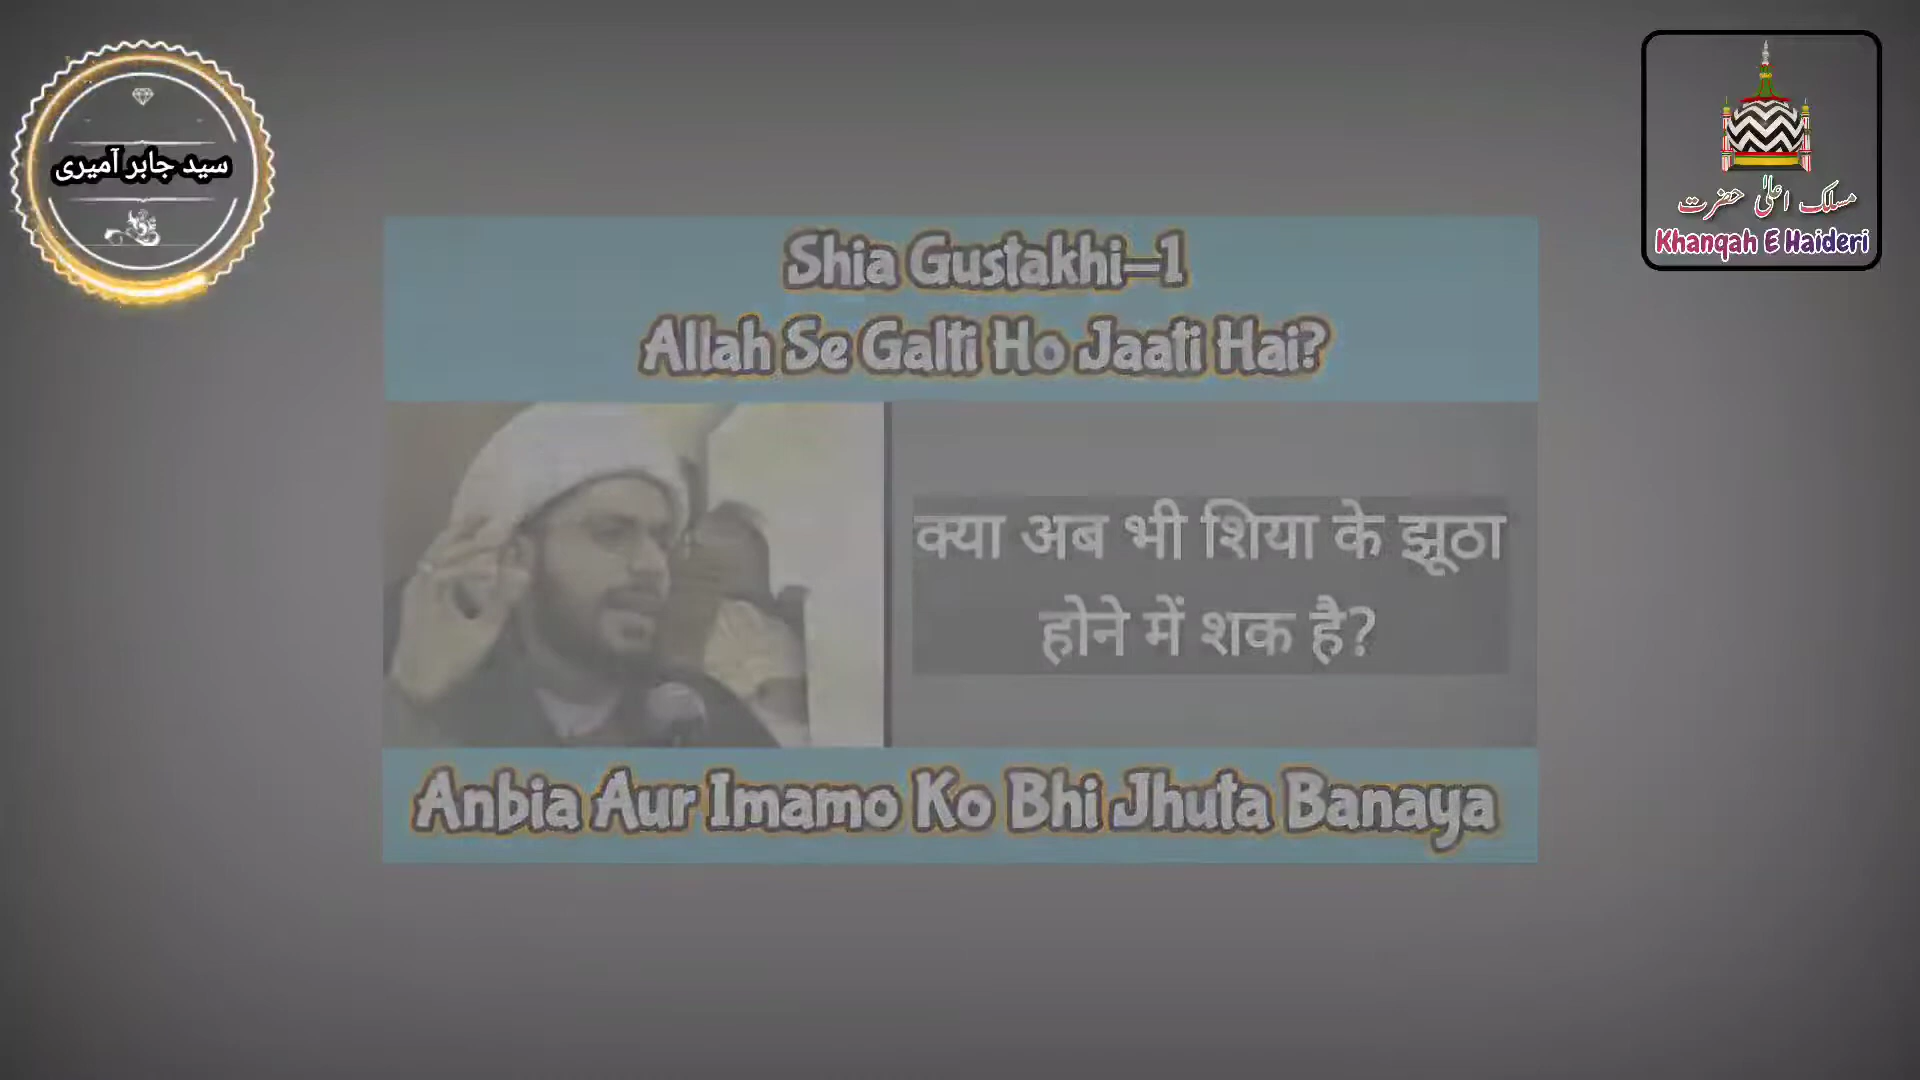 سید جابر آمیری
مسلک اعلیٰ حضرت
Khanqah E Haideri
Shia Gustakhi-1
Allah Se Galti Ho Jaati Hai?
क्या अब भी शिया के झूठा
होने में शक है?
Anbia Aur Imamo Ko Bhi Jhuta Banaya